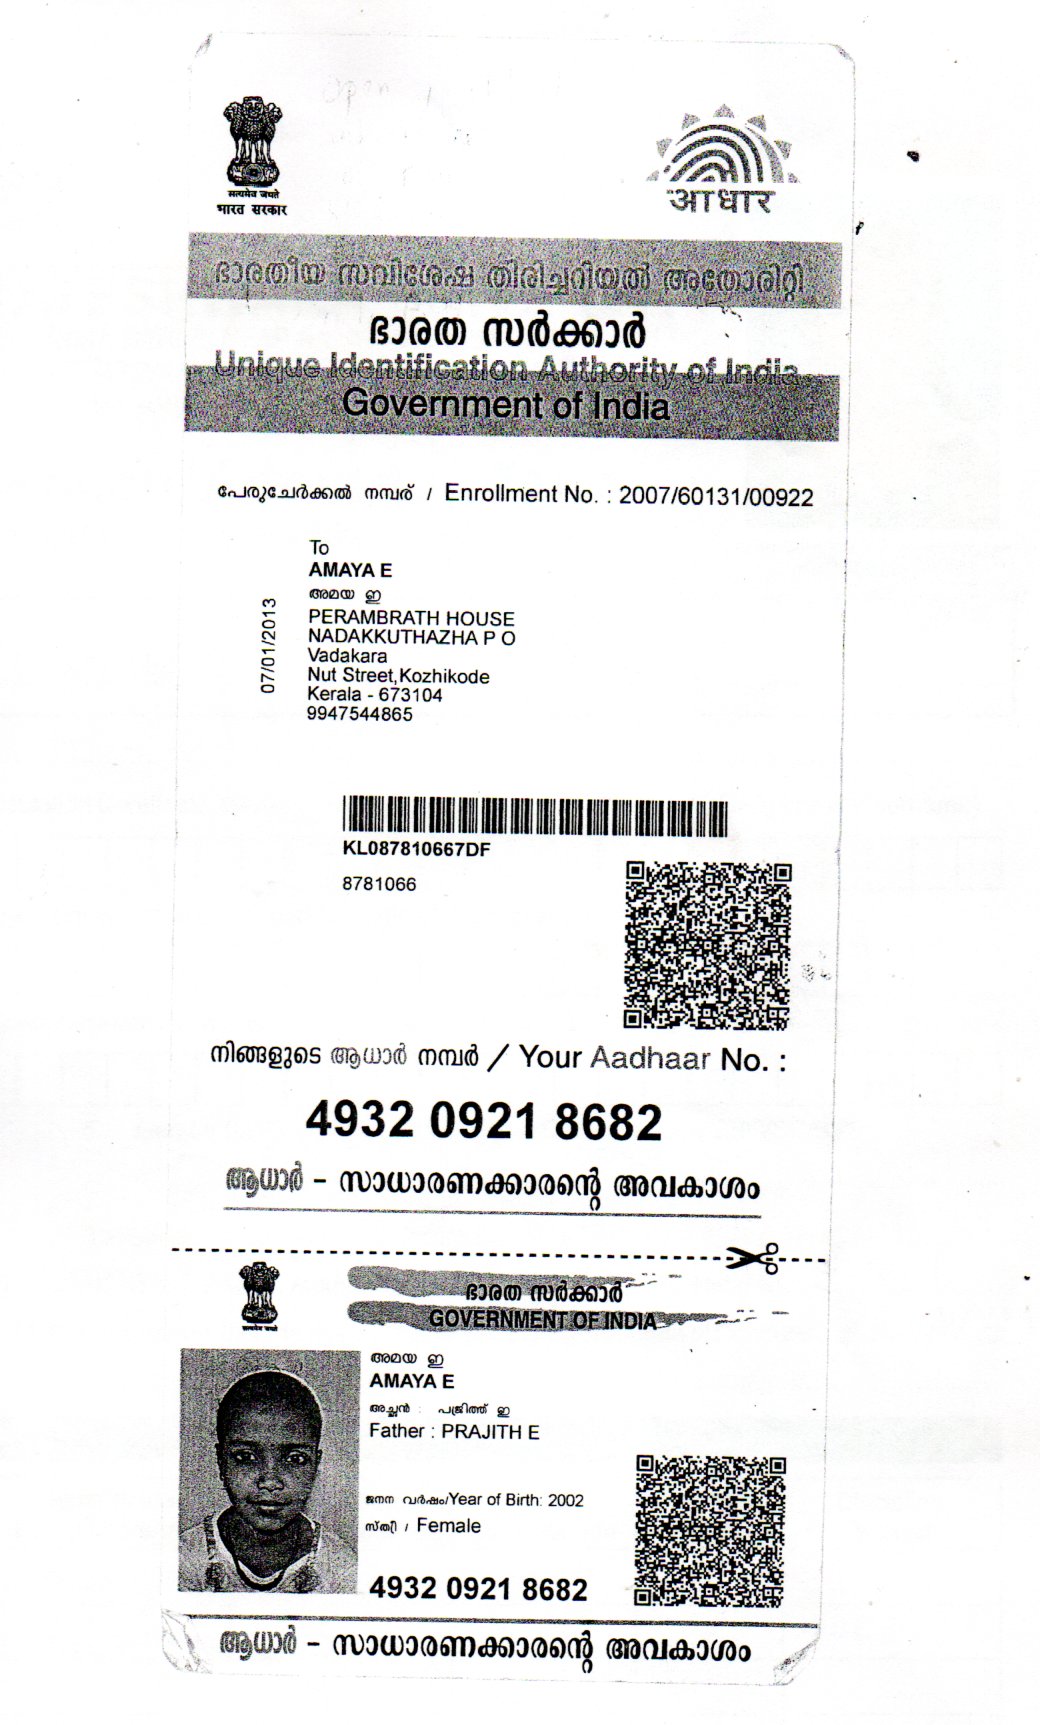 सत्यमेव जयते
भारत सरकार
आधार
ഭാരതീയ സവിശേഷ തിരിച്ചറിയൽ അതോരിറ്റി
ഭാരത സർക്കാർ
Unique Identification Authority of India
Government of India
പേരുചേർക്കൽ നമ്പര് / Enrollment No. : 2007/60131/00922
07/01/2013
To
AMAYA E
അമയ ഇ
PERAMBRATH HOUSE
NADAKKUTHAZHA P O
Vadakara
Nut Street,Kozhikode
Kerala - 673104
9947544865
KL087810667DF
8781066
നിങ്ങളുടെ ആധാർ നമ്പർ / Your Aadhaar No. :
4932 0921 8682
ആധാർ - സാധാരണക്കാരന്റെ അവകാശം
ഭാരത സർക്കാർ
GOVERNMENT OF INDIA
അമയ ഇ
AMAYA E
അച്ഛൻ : പജ്രിത്ത് ഇ
Father : PRAJITH E
ജനന വർഷം/Year of Birth: 2002
സ്ത്രീ / Female
4932 0921 8682
ആധാർ - സാധാരണക്കാരന്റെ അവകാശം